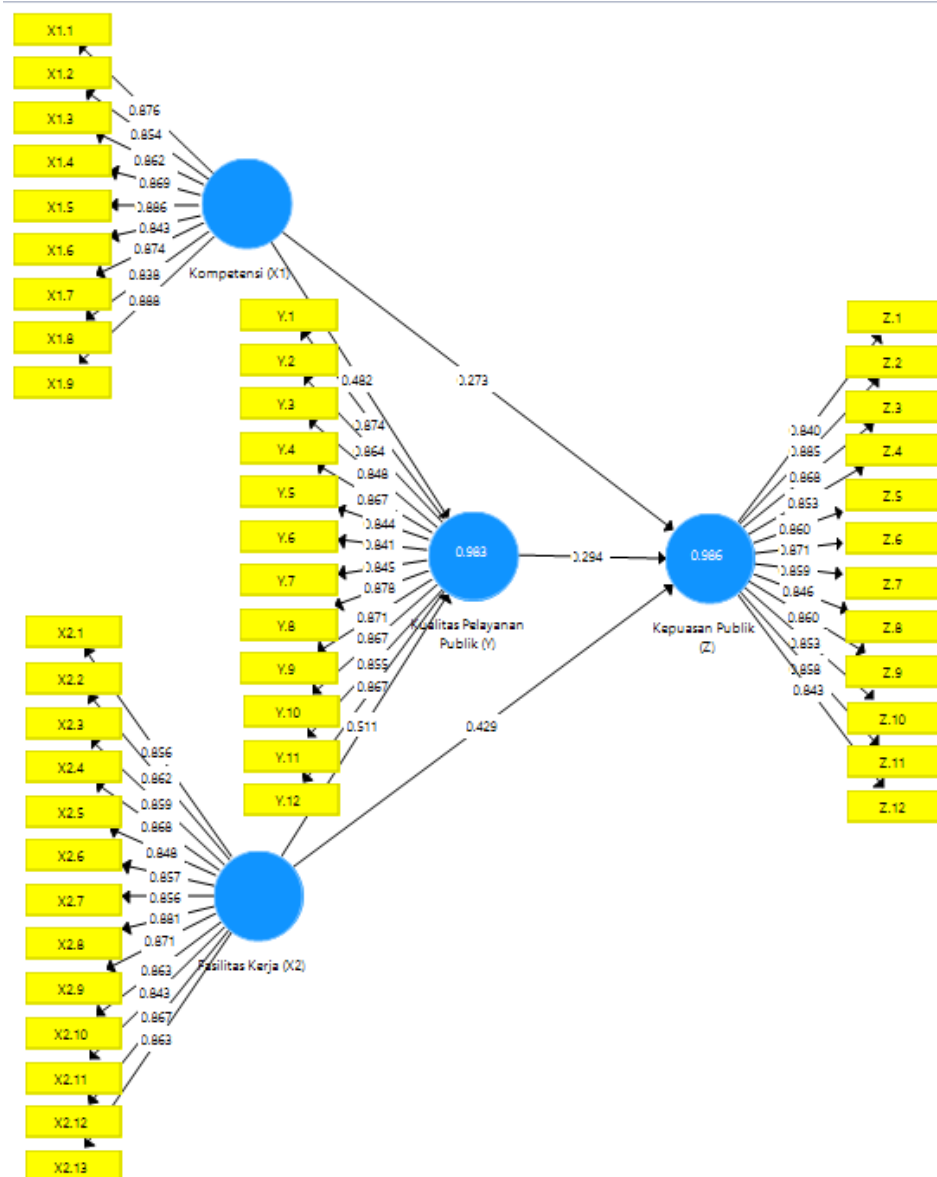 X1.1
X1.2
X1.3
X1.4
X1.5
X1.6
X1.7
X1.8
X1.9
0.876
0.854
0.862
0.869
0.886
0.843
0.874
0.838
0.888
Kompetensi (X1)
Y.1
Y.2
Y.3
Y.4
Y.5
Y.6
Y.7
Y.8
Y.9
Y.10
Y.11
Y.12
0.482
0.874
0.864
0.848
0.867
0.844
0.841
0.845
0.878
0.871
0.867
0.855
0.867
0.511
0.273
0.983
Kualitas Pelayanan
Publik (Y)
0.294
0.429
0.986
Kepuasan Publik
(Z)
0.840
0.885
0.868
0.853
0.860
0.871
0.859
0.846
0.860
0.853
0.858
0.843
Z.1
Z.2
Z.3
Z.4
Z.5
Z.6
Z.7
Z.8
Z.9
Z.10
Z.11
Z.12
X2.1
X2.2
X2.3
X2.4
X2.5
X2.6
X2.7
X2.8
X2.9
X2.10
X2.11
X2.12
X2.13
0.856
0.862
0.859
0.868
0.848
0.857
0.856
0.881
0.871
0.863
0.843
0.867
0.863
Fasilitas Kerja (X2)